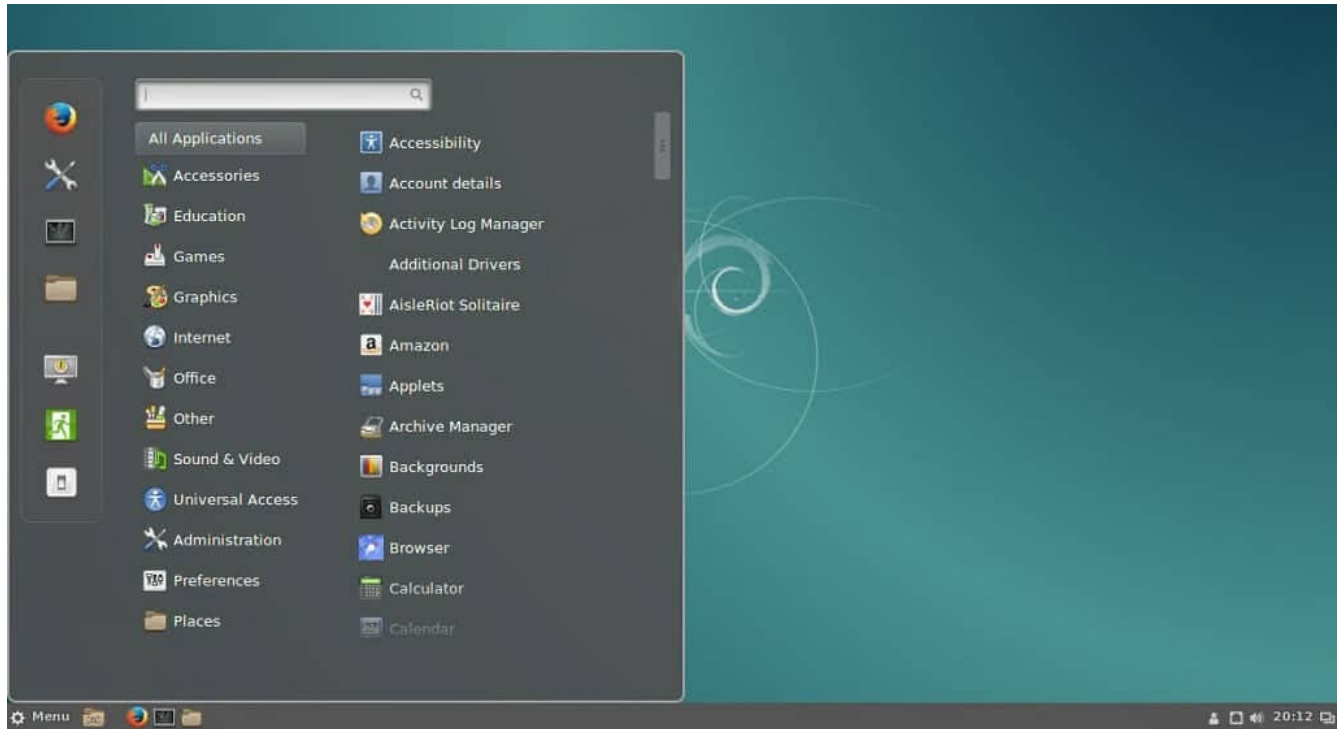 All Applications
Accessories
Education
Games
Graphics
Internet
Office
Other
Sound & Video
Universal Access
Administration
Preferences
Places
Accessibility
Account details
Activity Log Manager
Additional Drivers
AisleRiot Solitaire
Amazon
Applets
Archive Manager
Backgrounds
Backups
Browser
Calculator
Calendar
Menu
20:12